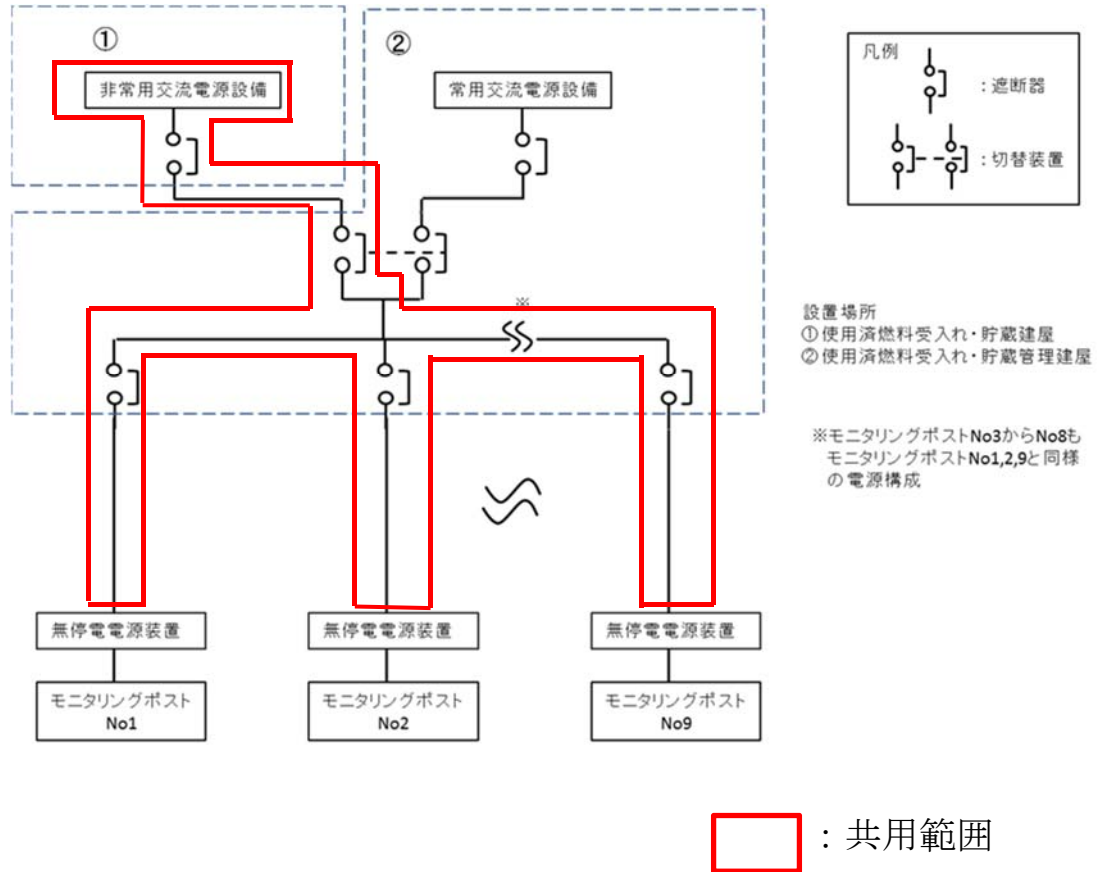 ①
非常用交流電源設備
②
常用交流電源設備
凡例
:遮断器
:切替装置
※
設置場所
①使用済燃料受入れ・貯蔵建屋
②使用済燃料受入れ・貯蔵管理建屋
※モニタリングポストNo3からNo8も
モニタリングポストNo1,2,9と同様
の電源構成
無停電電源装置
無停電電源装置
無停電電源装置
モニタリングポスト
No1
モニタリングポスト
No2
モニタリングポスト
No9
:共用範囲